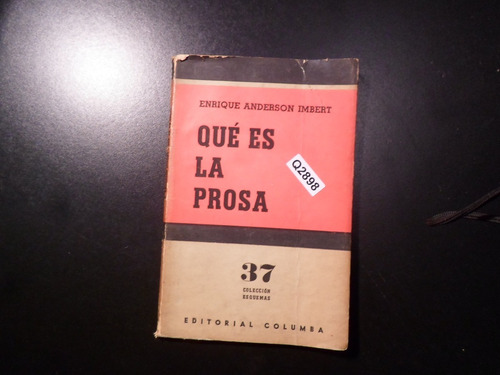 ENRIQUE ANDERSON IMBERT
QUÉ ES
LA
PROSA
Q2898
37
COLECCIÓN
ESQUEMAS
EDITORIAL COLUMBA